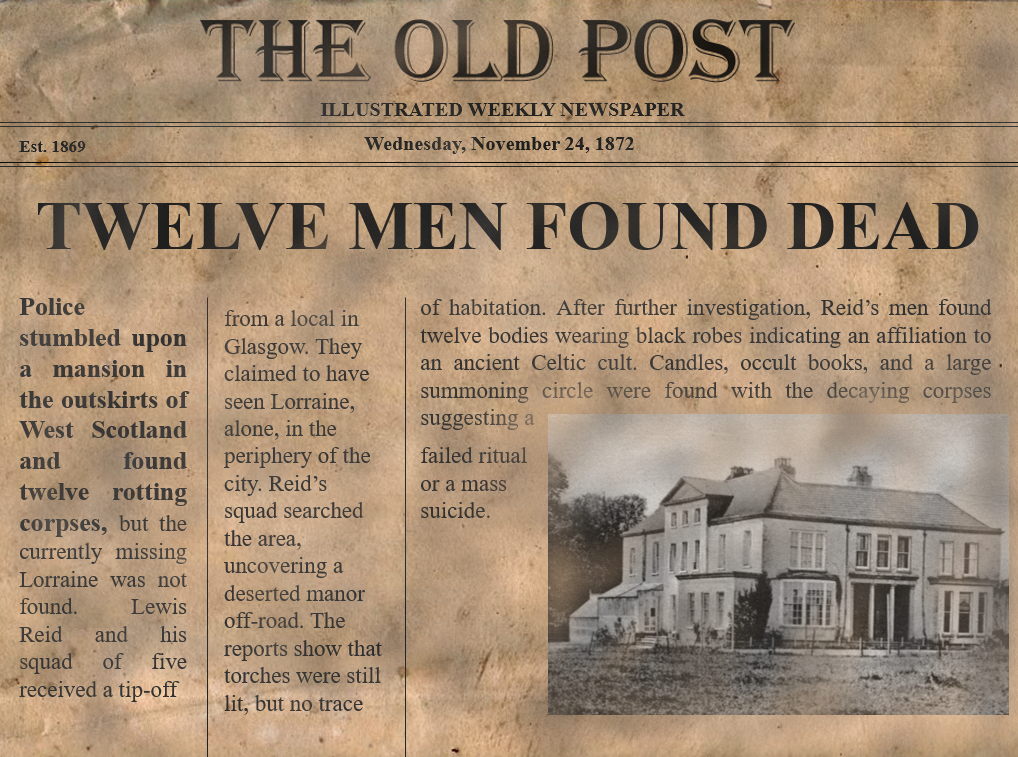 THE OLD POST
ILLUSTRATED WEEKLY NEWSPAPER
Est. 1869
Wednesday, November 24, 1872
TWELVE MEN FOUND DEAD
Police
stumbled upon
a mansion in
the outskirts of
West Scotland
and found
twelve rotting
corpses, but the
currently missing
Lorraine was not
found. Lewis
Reid and his
squad of five
received a tip-off
from a local in
Glasgow. They
claimed to have
seen Lorraine,
alone, in the
periphery of the
city. Reid’s
squad searched
the area,
uncovering a
deserted manor
off-road. The
reports show that
torches were still
lit, but no trace
of habitation. After further investigation, Reid’s men found
twelve bodies wearing black robes indicating an affiliation to
an ancient Celtic cult. Candles, occult books, and a large
summoning circle were found with the decaying corpses
suggesting a
failed ritual
or a mass
suicide.